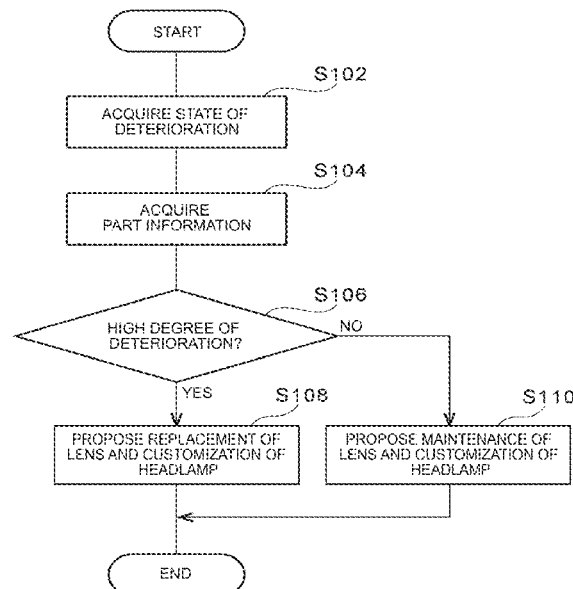 START
S102
ACQUIRE STATE OF
DETERIORATION
S104
ACQUIRE
PART INFORMATION
S106
HIGH DEGREE OF
DETERIORATION?
NO
YES
S108
S110
PROPOSE REPLACEMENT OF
LENS AND CUSTOMIZATION OF
HEADLAMP
PROPOSE MAINTENANCE OF
LENS AND CUSTOMIZATION OF
HEADLAMP
END